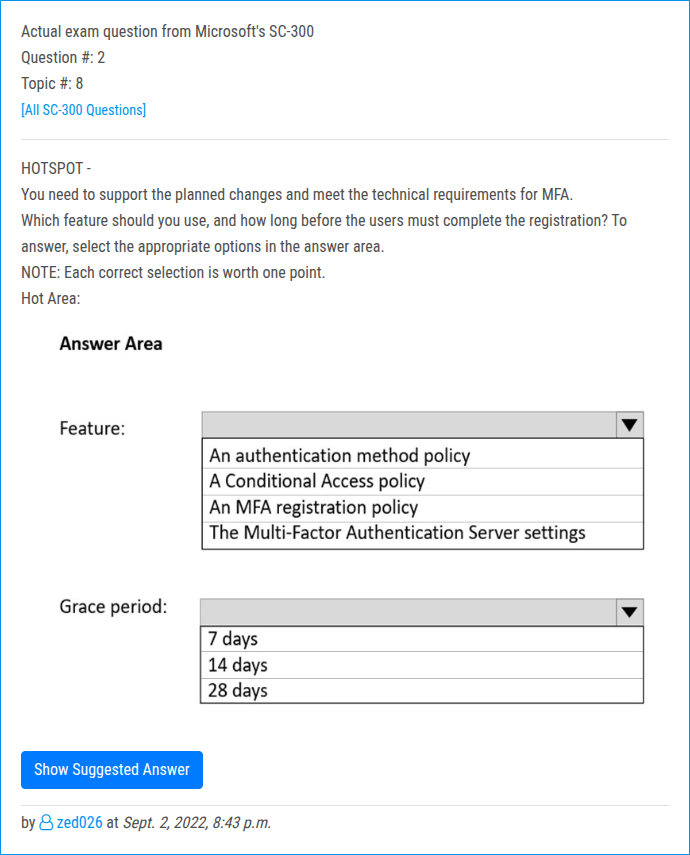 Actual exam question from Microsoft's SC-300
Question #: 2
Topic #: 8
[All SC-300 Questions]
HOTSPOT -
You need to support the planned changes and meet the technical requirements for MFA.
Which feature should you use, and how long before the users must complete the registration? To
answer, select the appropriate options in the answer area.
NOTE: Each correct selection is worth one point.
Hot Area:
Answer Area
Feature:
An authentication method policy
A Conditional Access policy
An MFA registration policy
The Multi-Factor Authentication Server settings
Grace period:
7 days
14 days
28 days
Show Suggested Answer
by zed026 at Sept. 2, 2022, 8:43 p.m.